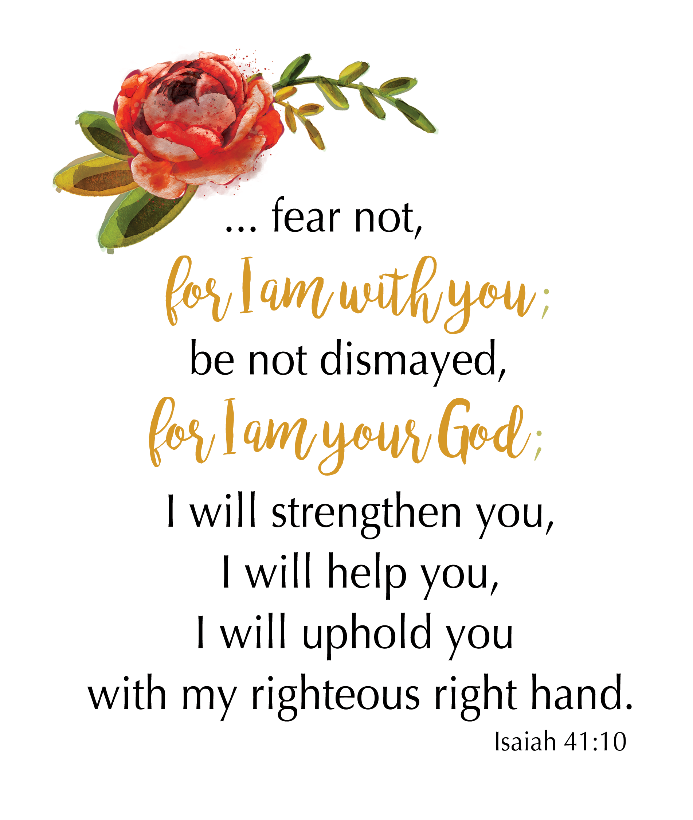 ... fear not,
for I am with you;
be not dismayed,
for I am your God;
I will strengthen you,
I will help you,
I will uphold you
with my righteous right hand.
Isaiah 41:10